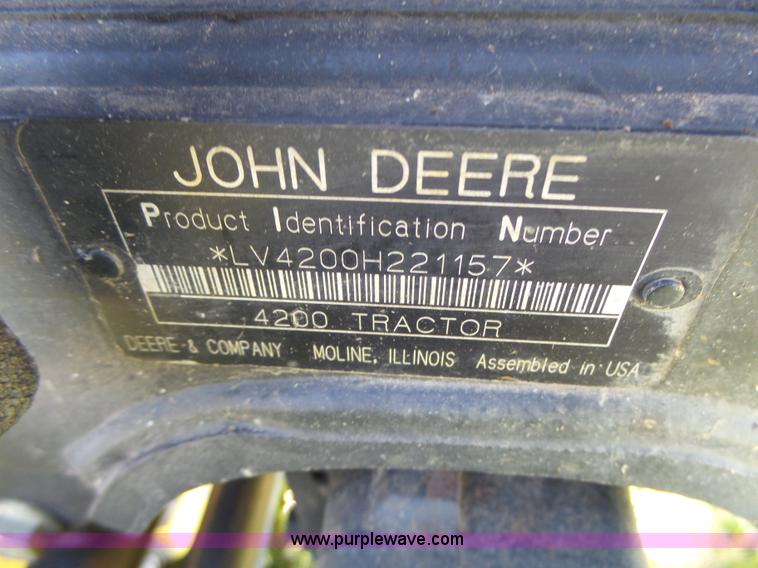 JOHN DEERE
Product Identification Number
*LV4200H221157*
4200 TRACTOR
DEERE & COMPANY MOLINE, ILLINOIS Assembled in USA
www.purplewave.com